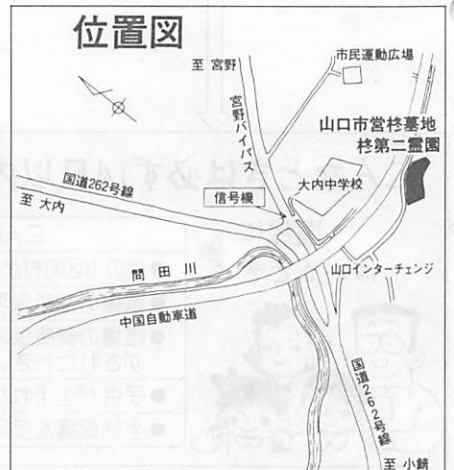 位置図
至 宮野
市民運動広場
宮野バイパス
山口市営柊墓地
柊第二霊園
大内中学校
信号機
国道262号線
至 大内
問田川
山口インターチェンジ
中国自動車道
国道262号線
至 小鯖